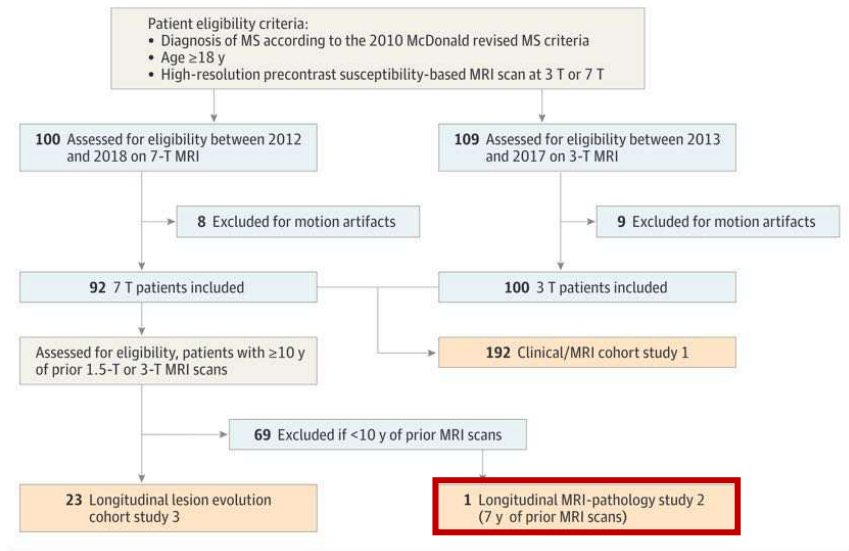 Patient eligibility criteria:
• Diagnosis of MS according to the 2010 McDonald revised MS criteria
• Age ≥18 y
• High-resolution precontrast susceptibility-based MRI scan at 3 T or 7 T
100 Assessed for eligibility between 2012
and 2018 on 7-T MRI
109 Assessed for eligibility between 2013
and 2017 on 3-T MRI
8 Excluded for motion artifacts
9 Excluded for motion artifacts
92 7 T patients included
100 3 T patients included
Assessed for eligibility, patients with ≥10 y
of prior 1.5-T or 3-T MRI scans
192 Clinical/MRI cohort study 1
69 Excluded if <10 y of prior MRI scans
23 Longitudinal lesion evolution
cohort study 3
1 Longitudinal MRI-pathology study 2
(7 y of prior MRI scans)